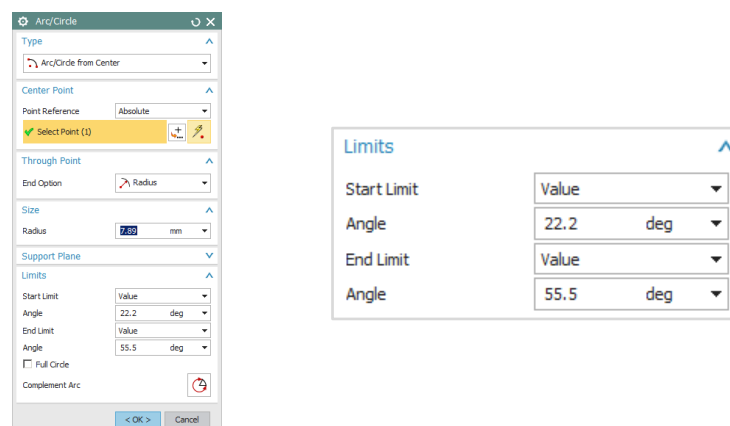 Arc/Circle
Type
Arc/Circle from Center
Center Point
Point Reference Absolute
Select Point (1)
Through Point
End Option Radius
Size
Radius 7.89 mm
Support Plane
Limits
Start Limit Value
Angle 22.2 deg
End Limit Value
Angle 55.5 deg
Full Circle
Complement Arc
< OK > Cancel
Limits
Start Limit Value
Angle 22.2 deg
End Limit Value
Angle 55.5 deg